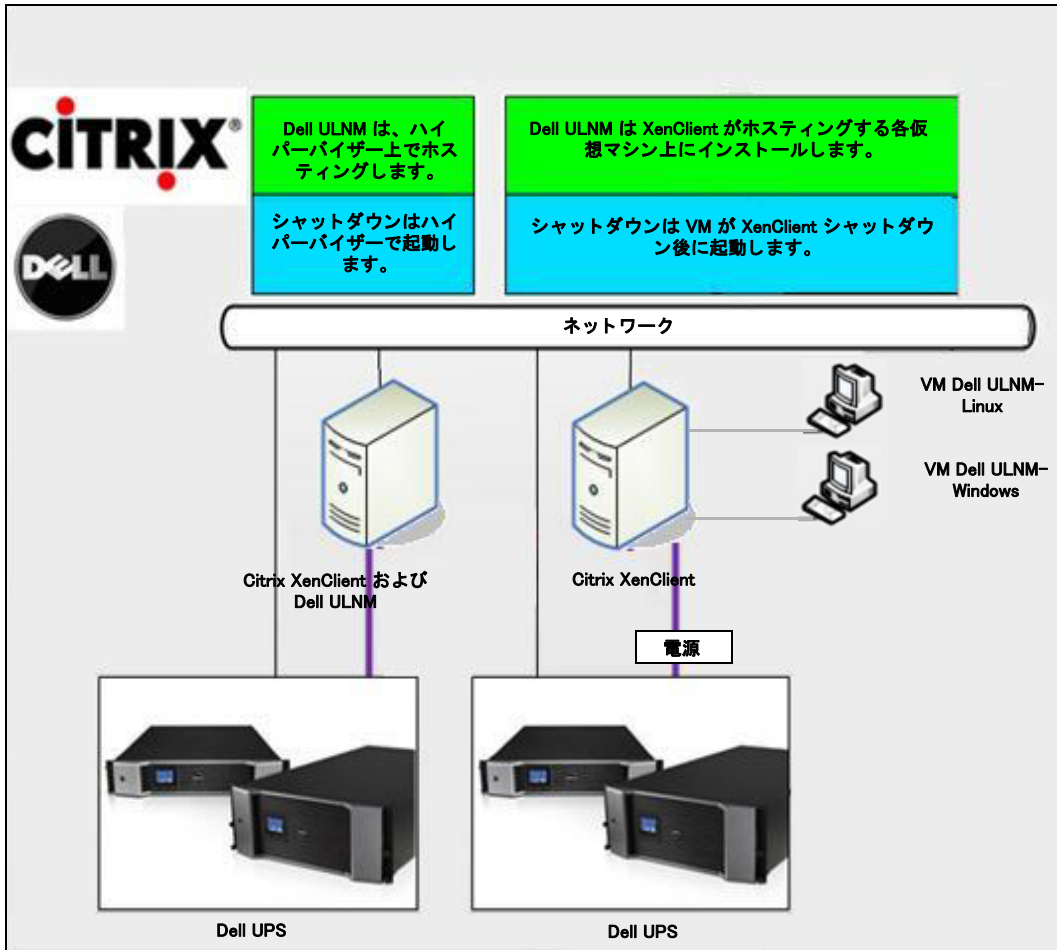 CITRIX®
DELL
Dell ULNM は、ハイ
パーバイザー上でホス
ティングします。
Dell ULNM は XenClient がホスティングする各仮
想マシン上にインストールします。
シャットダウンはハイ
パーバイザーで起動し
ます。
シャットダウンは VM が XenClient シャットダウ
ン後に起動します。
ネットワーク
VM Dell ULNM-
Linux
VM Dell ULNM-
Windows
Citrix XenClient および
Dell ULNM
Citrix XenClient
電源
Dell UPS
Dell UPS